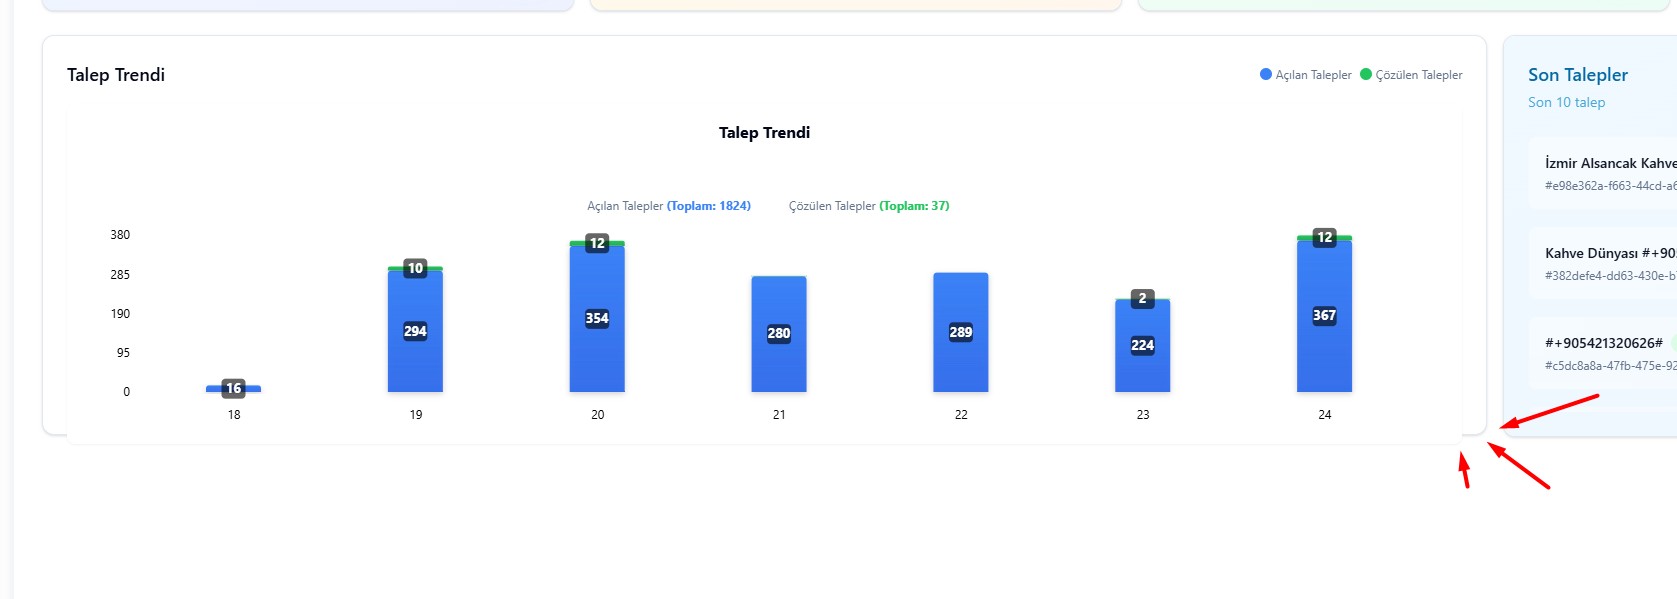 Talep Trendi
Açılan Talepler Çözülen Talepler
Talep Trendi
Açılan Talepler (Toplam: 1824) Çözülen Talepler (Toplam: 37)
380
285
190
95
0
16
10
294
12
354
280
289
2
224
12
367
18 19 20 21 22 23 24
Son Talepler
Son 10 talep
İzmir Alsancak Kahve
#e98e362a-f663-44cd-a6
Kahve Dünyası #+90
#382defe4-dd63-430e-b
#+905421320626#
#c5dc8a8a-47fb-475e-92